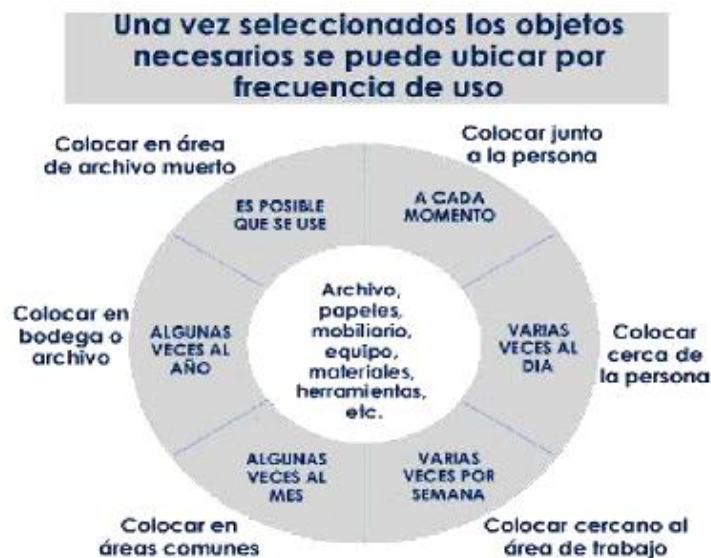 Una vez seleccionados los objetos
necesarios se puede ubicar por
frecuencia de uso
Colocar en área
de archivo muerto
Colocar junto
a la persona
ES POSIBLE
QUE SE USE
A CADA
MOMENTO
Colocar en
bodega o
archivo
ALGUNAS
VECES AL
AÑO
Archivo,
papeles,
mobiliario,
equipo,
materiales,
herramientas,
etc.
VARIAS
VECES AL
DIA
Colocar
cerca de
la persona
ALGUNAS
VECES AL
MES
VARIAS
VECES POR
SEMANA
Colocar en
áreas comunes
Colocar cercano al
área de trabajo